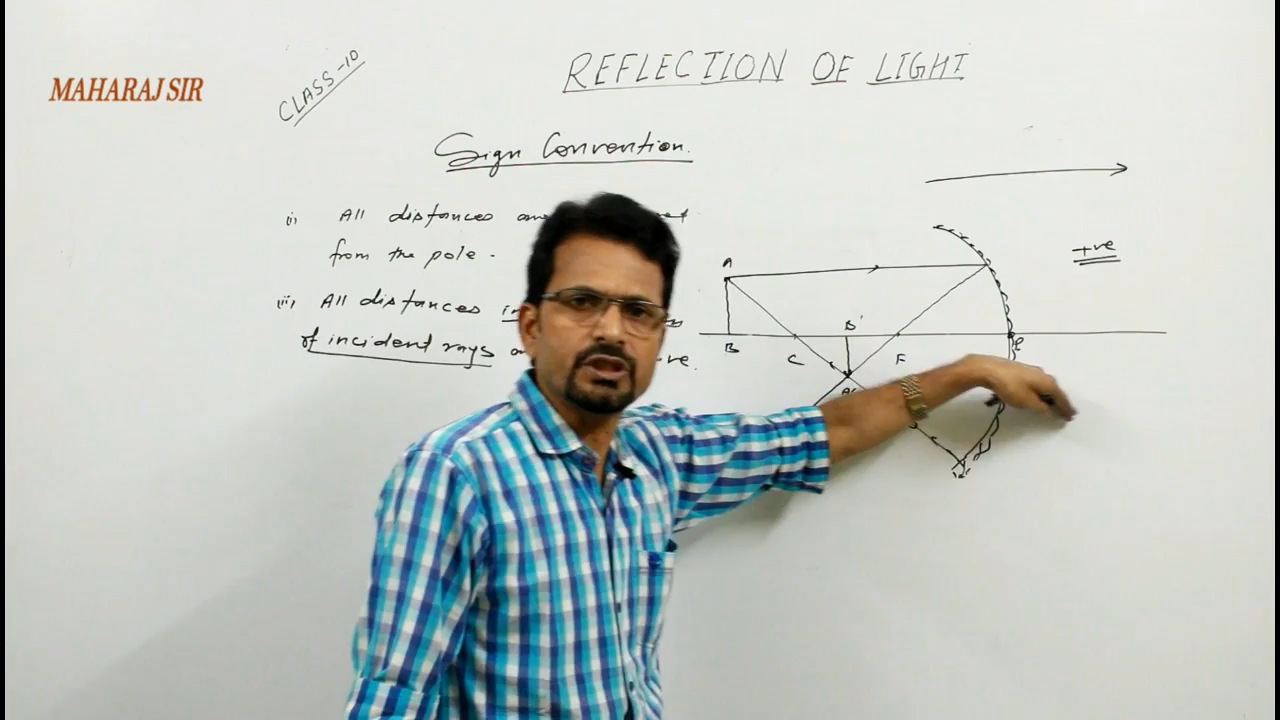 MAHARAJ SIR
CLASS-10
REFLECTION OF LIGHT
Sign Convention.
(i) All distances
from the pole.
(ii) All distances
of incident rays
+ve
A
B
C
B'
A'
F
P